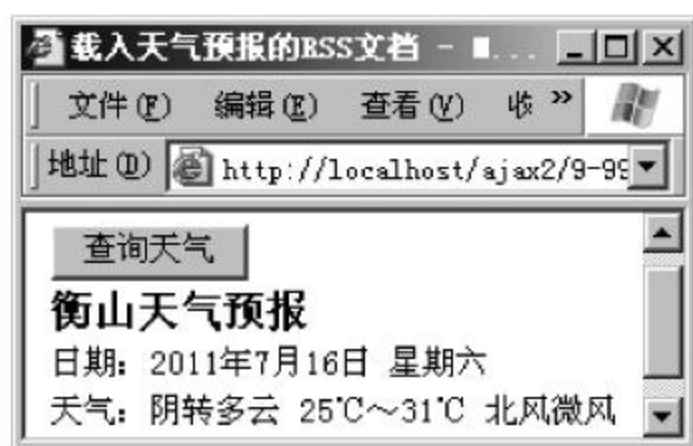 载入天气预报的RSS文档 - ■...
文件(F) 编辑(E) 查看(V) 收 »
地址(D) http://localhost/ajax2/9-99
查询天气
衡山天气预报
日期：2011年7月16日 星期六
天气：阴转多云 25℃～31℃ 北风微风